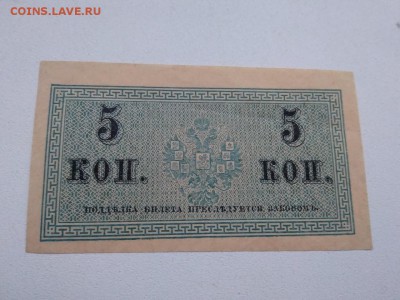 COINS.LAVE.RU
5 5
КОП. КОП.
ПОДДѢЛКА БИЛЕТА ПРЕСЛѢДУЕТСЯ ЗАКОНОМЪ.